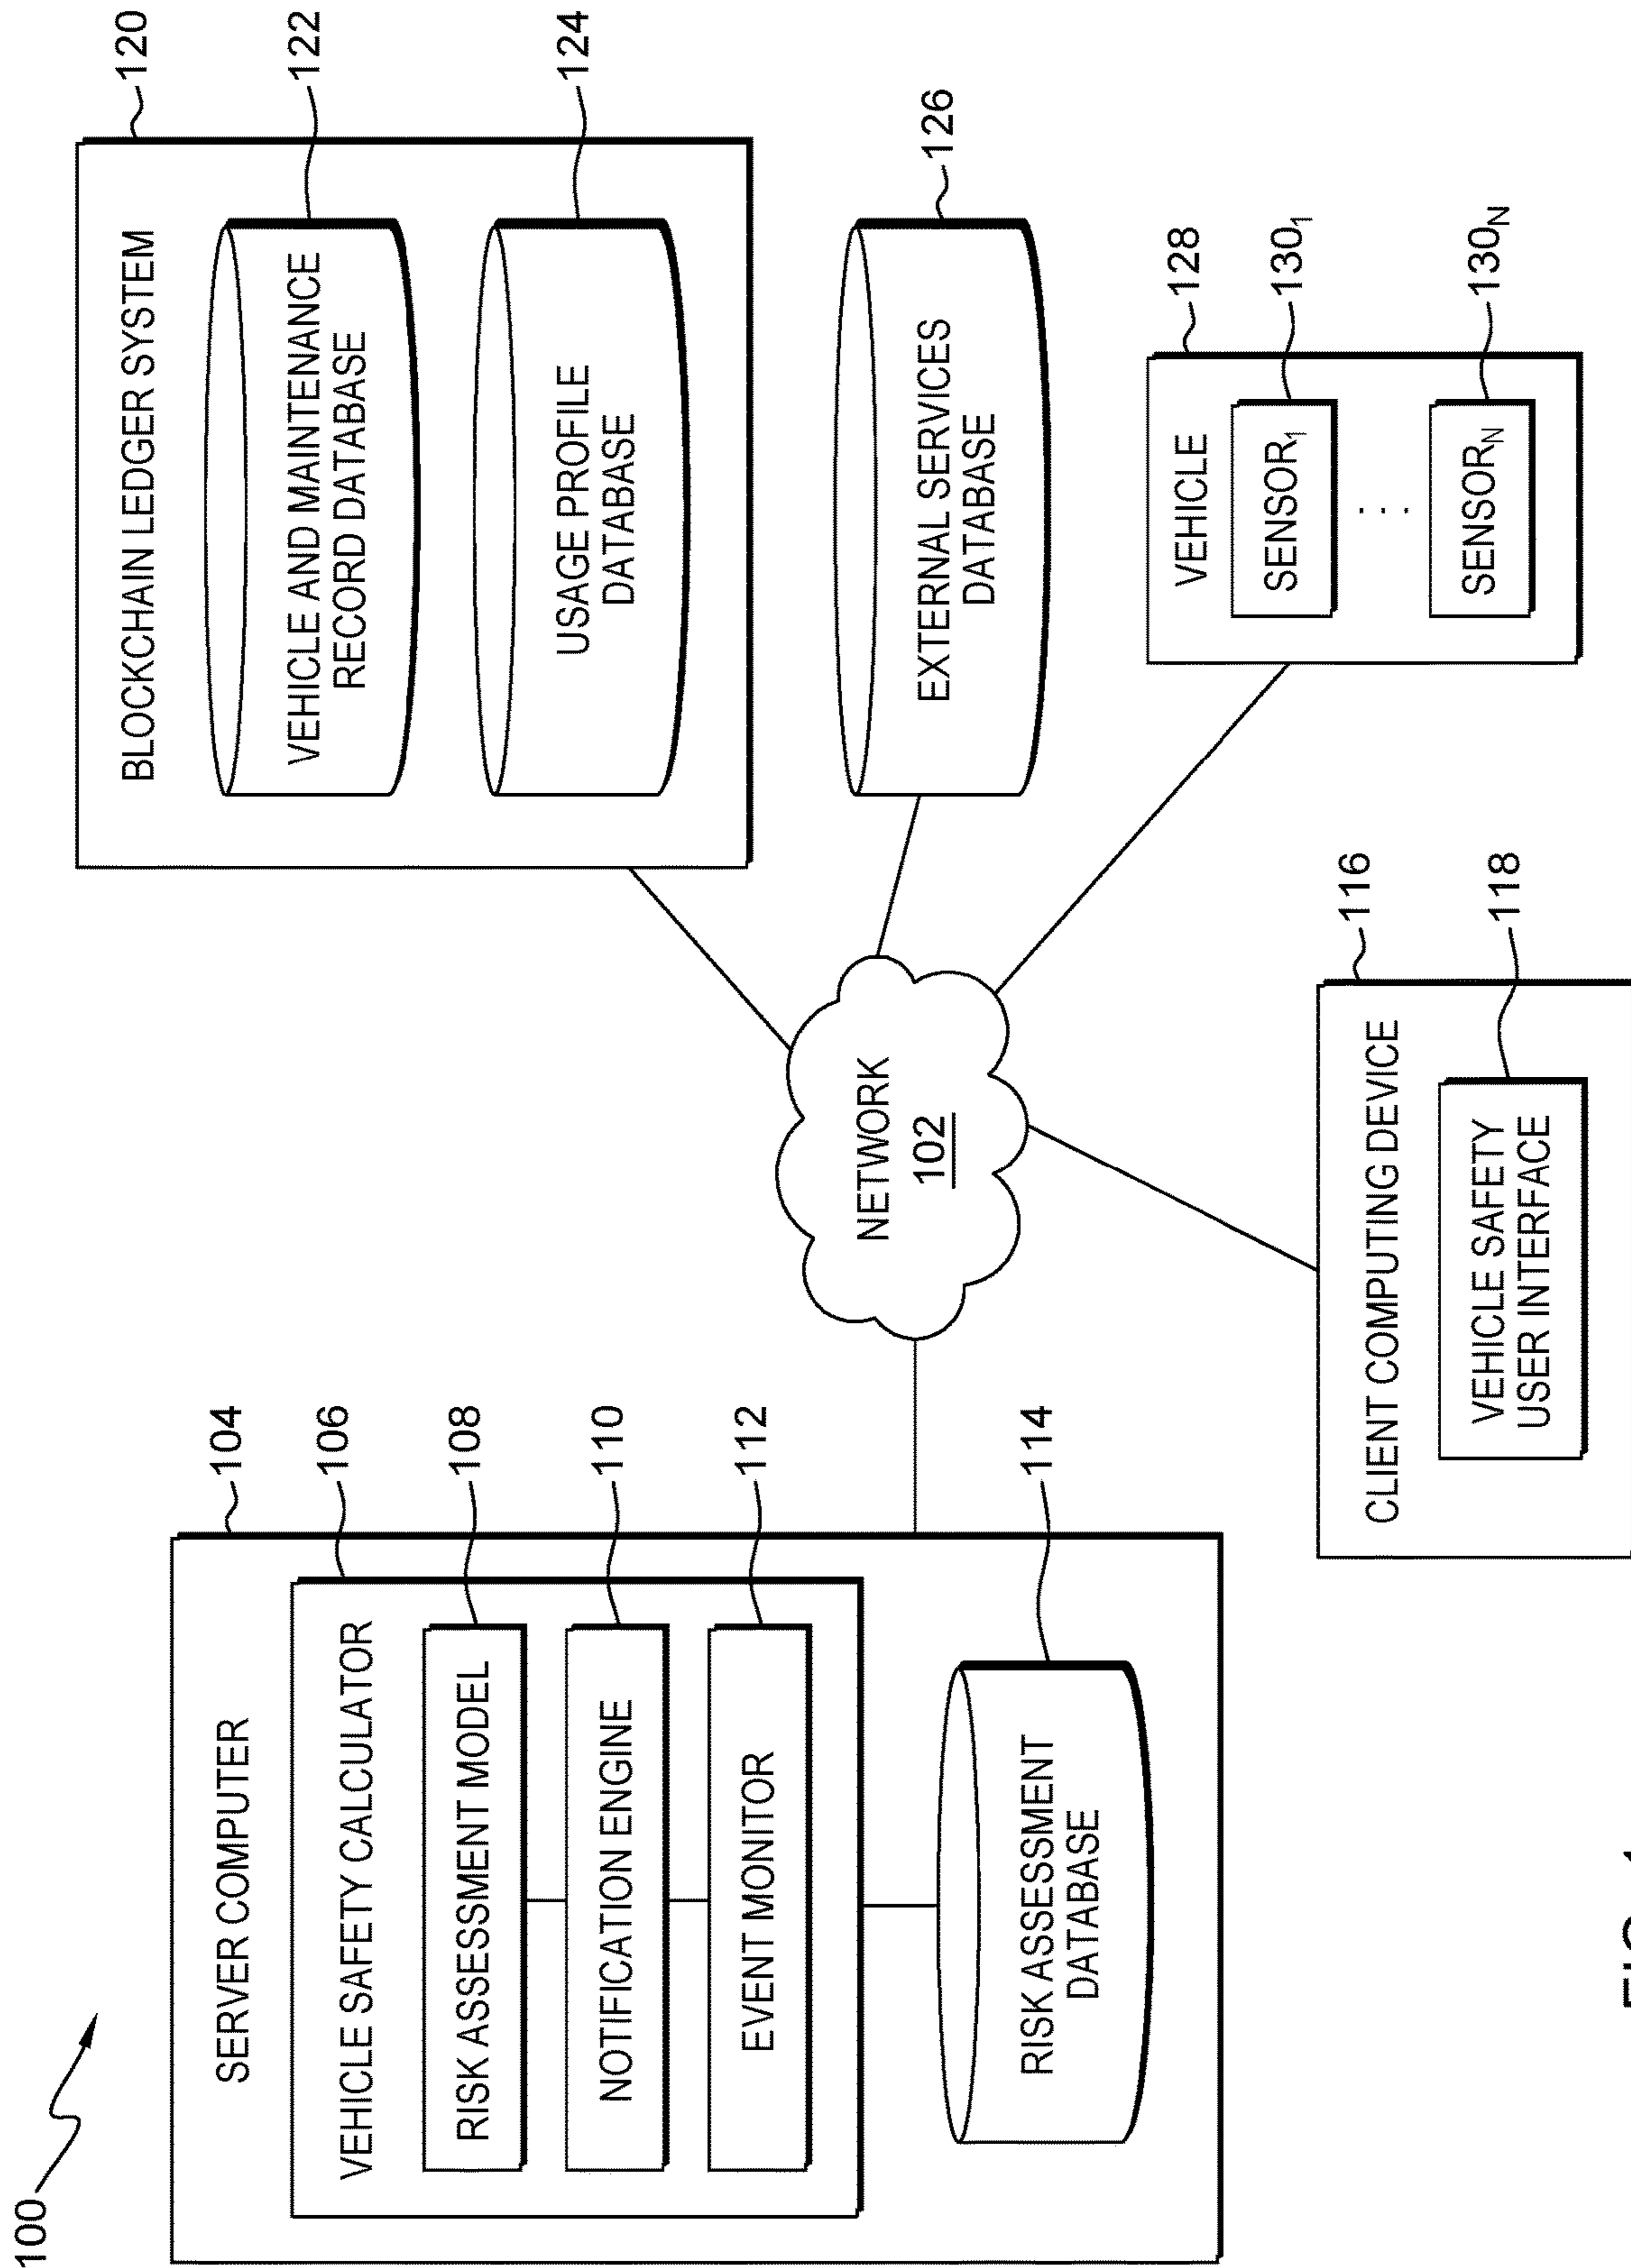 100
SERVER COMPUTER
104
VEHICLE SAFETY CALCULATOR
106
RISK ASSESSMENT MODEL
108
NOTIFICATION ENGINE
110
EVENT MONITOR
112
RISK ASSESSMENT
DATABASE
114
NETWORK
102
CLIENT COMPUTING DEVICE
116
VEHICLE SAFETY
USER INTERFACE
118
BLOCKCHAIN LEDGER SYSTEM
120
VEHICLE AND MAINTENANCE
RECORD DATABASE
122
USAGE PROFILE
DATABASE
124
EXTERNAL SERVICES
DATABASE
126
VEHICLE
128
SENSOR₁
130₁
. . .
SENSOR_N
130_N